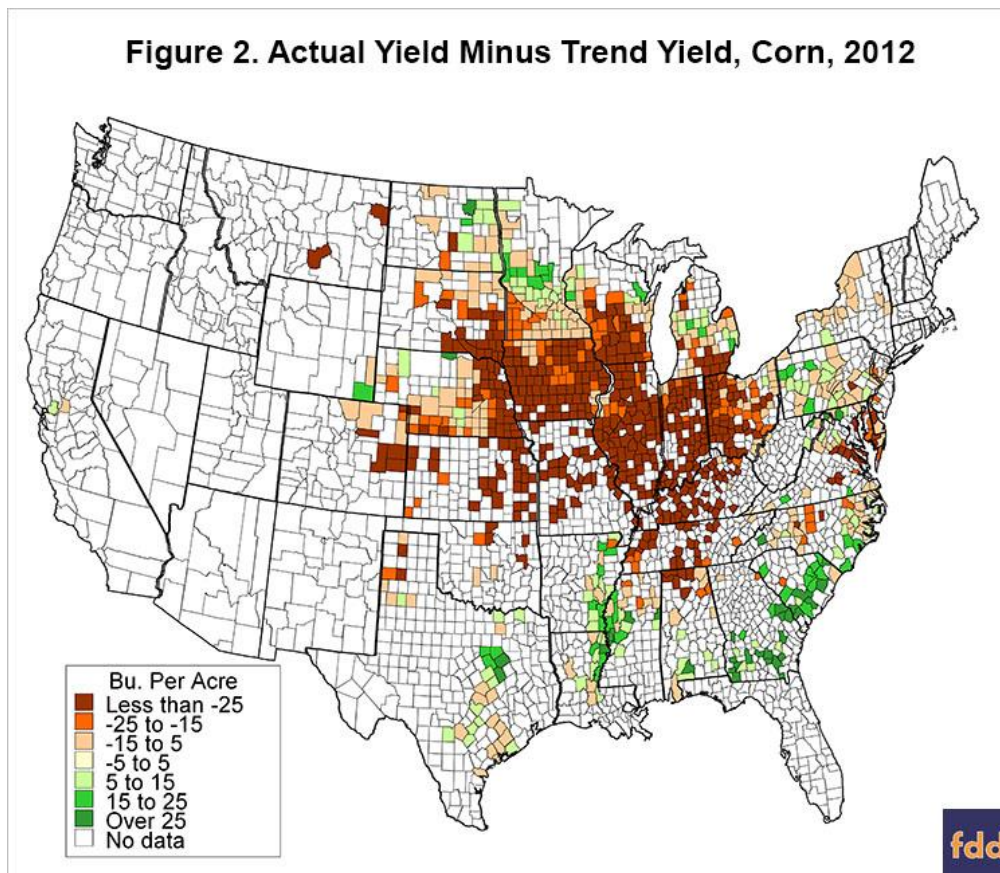 Figure 2. Actual Yield Minus Trend Yield, Corn, 2012
Bu. Per Acre
Less than -25
-25 to -15
-15 to 5
-5 to 5
5 to 15
15 to 25
Over 25
No data
fdd